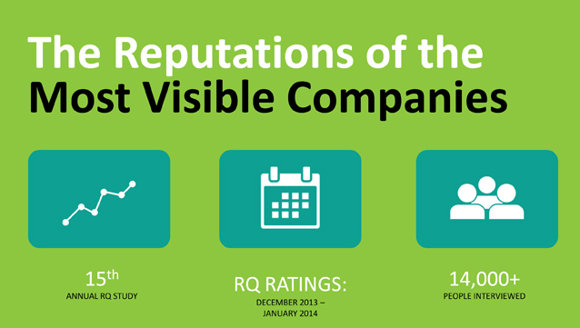 The Reputations of the
Most Visible Companies
15th
ANNUAL RQ STUDY
RQ RATINGS:
DECEMBER 2013 –
JANUARY 2014
14,000+
PEOPLE INTERVIEWED